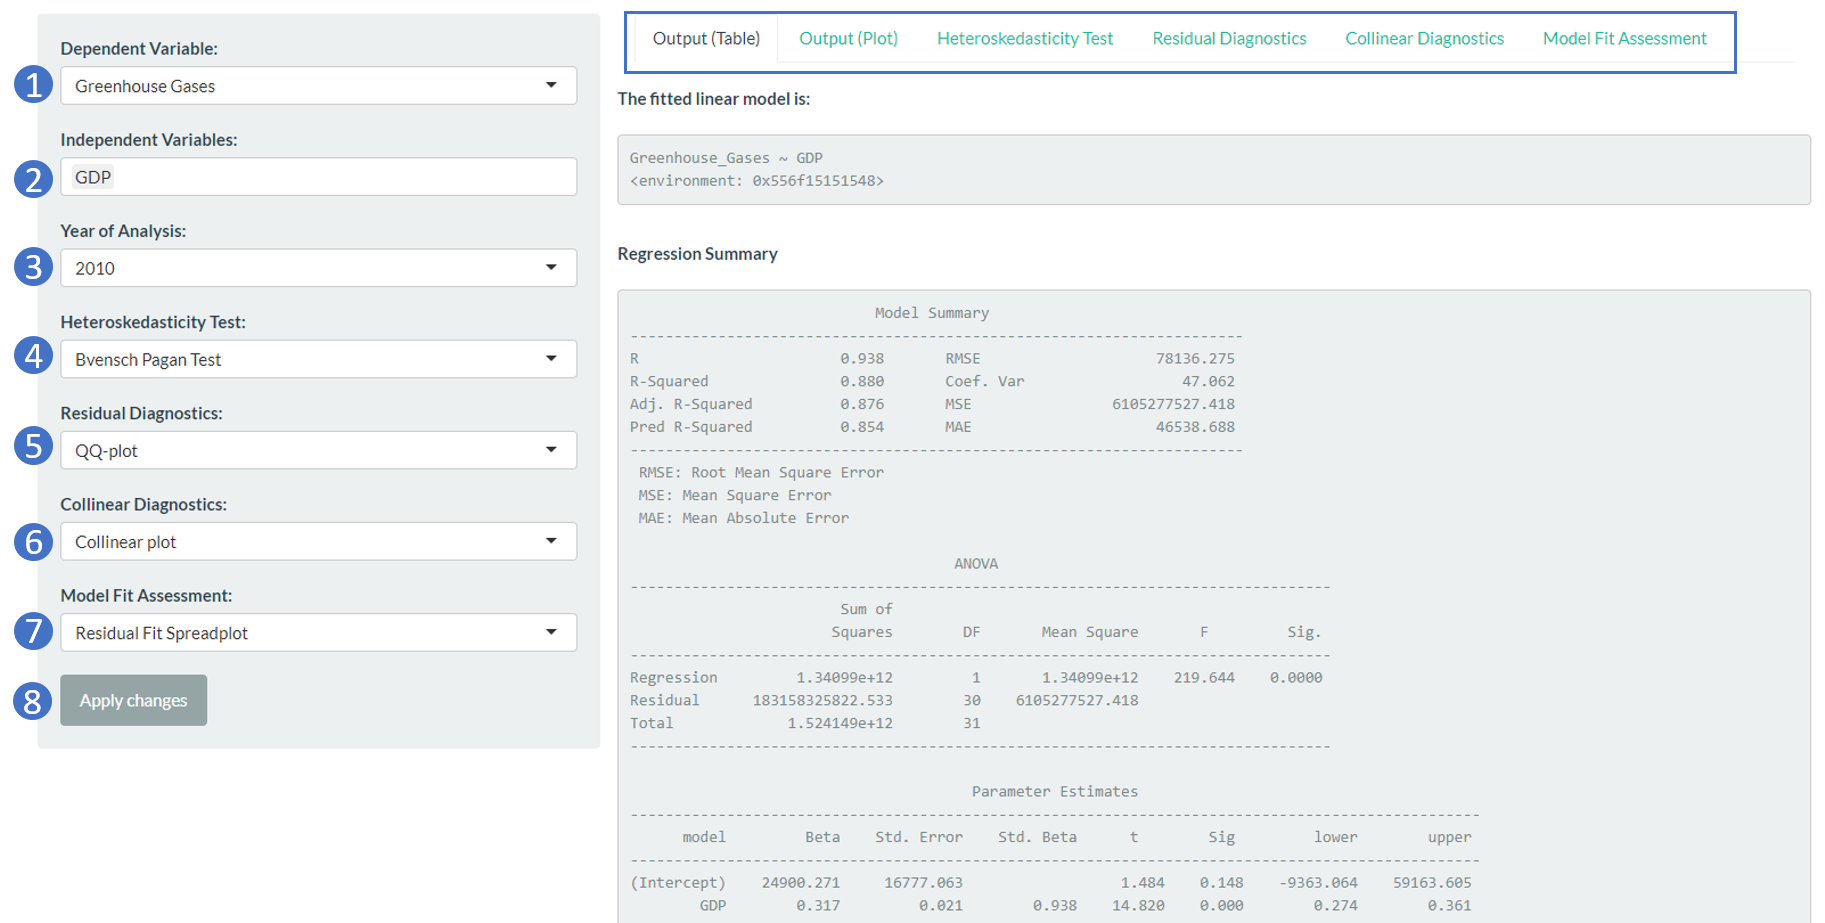 Dependent Variable:
1
Greenhouse Gases
Independent Variables:
2
GDP
Year of Analysis:
3
2010
Heteroskedasticity Test:
4
Bvensch Pagan Test
Residual Diagnostics:
5
QQ-plot
Collinear Diagnostics:
6
Collinear plot
Model Fit Assessment:
7
Residual Fit Spreadplot
8
Apply changes
Output (Table) Output (Plot) Heteroskedasticity Test Residual Diagnostics Collinear Diagnostics Model Fit Assessment
The fitted linear model is:
Greenhouse_Gases ~ GDP
<environment: 0x556f15151548>
Regression Summary
Model Summary
R 0.938 RMSE 78136.275
R-Squared 0.880 Coef. Var 47.062
Adj. R-Squared 0.876 MSE 6105277527.418
Pred R-Squared 0.854 MAE 46538.688
RMSE: Root Mean Square Error
MSE: Mean Square Error
MAE: Mean Absolute Error
ANOVA
Sum of
Squares DF Mean Square F Sig.
Regression 1.34099e+12 1 1.34099e+12 219.644 0.0000
Residual 183158325822.533 30 6105277527.418
Total 1.524149e+12 31
Parameter Estimates
model Beta Std. Error Std. Beta t Sig lower upper
(Intercept) 24900.271 16777.063 1.484 0.148 -9363.064 59163.605
GDP 0.317 0.021 0.938 14.820 0.000 0.274 0.361